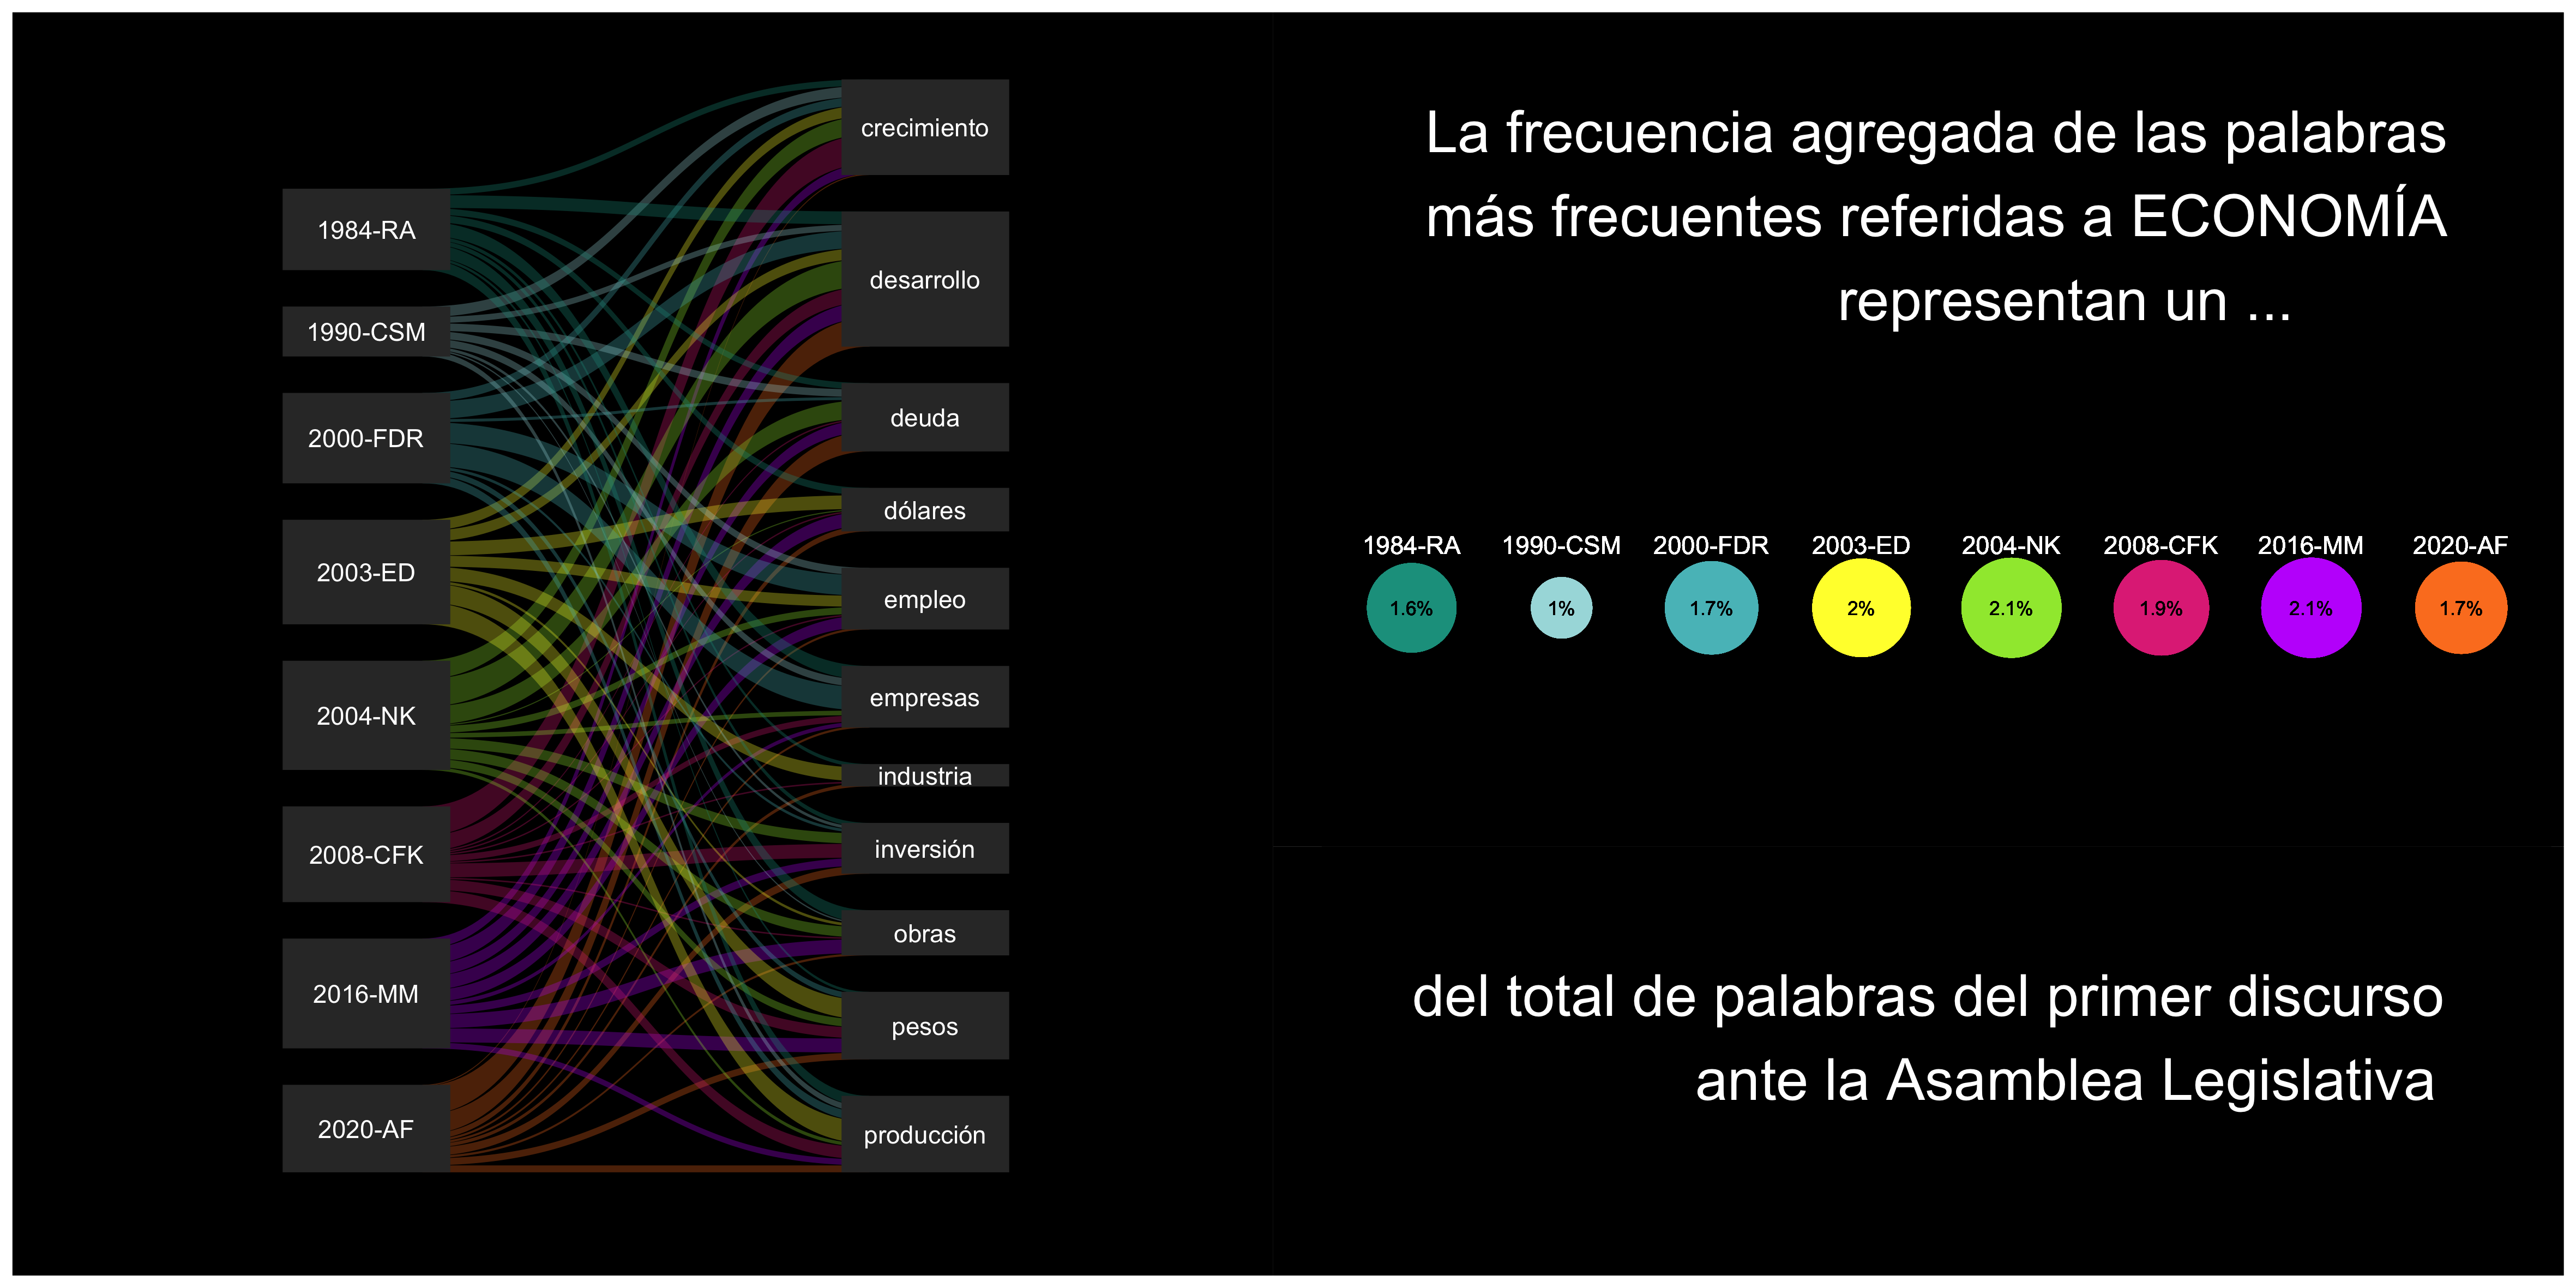 1984-RA
1990-CSM
2000-FDR
2003-ED
2004-NK
2008-CFK
2016-MM
2020-AF
crecimiento
desarrollo
deuda
dólares
empleo
empresas
industria
inversión
obras
pesos
producción
La frecuencia agregada de las palabras
más frecuentes referidas a ECONOMÍA
representan un ...
1984-RA 1990-CSM 2000-FDR 2003-ED 2004-NK 2008-CFK 2016-MM 2020-AF
1.6% 1% 1.7% 2% 2.1% 1.9% 2.1% 1.7%
del total de palabras del primer discurso
ante la Asamblea Legislativa